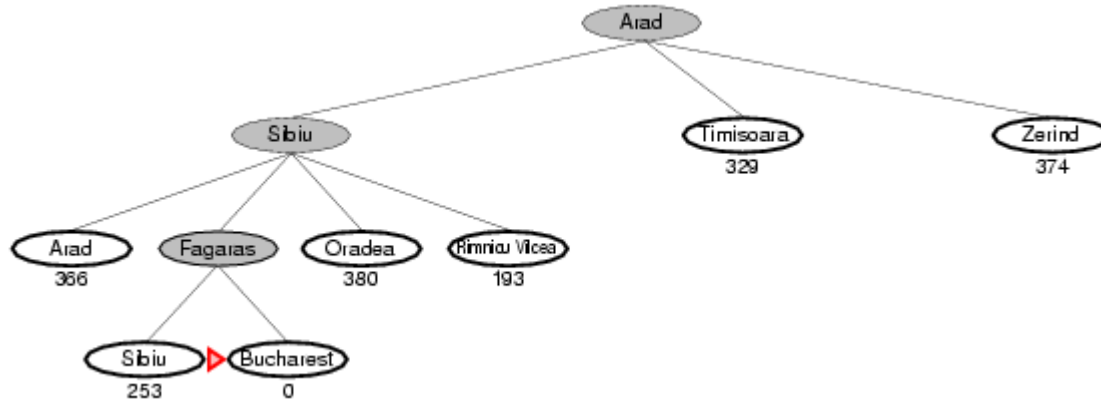 Arad
Sibiu
Timisoara
Zerind
329
374
Arad
Fagaras
Oradea
Rimnicu Vilcea
366
380
193
Sibiu
Bucharest
253
0